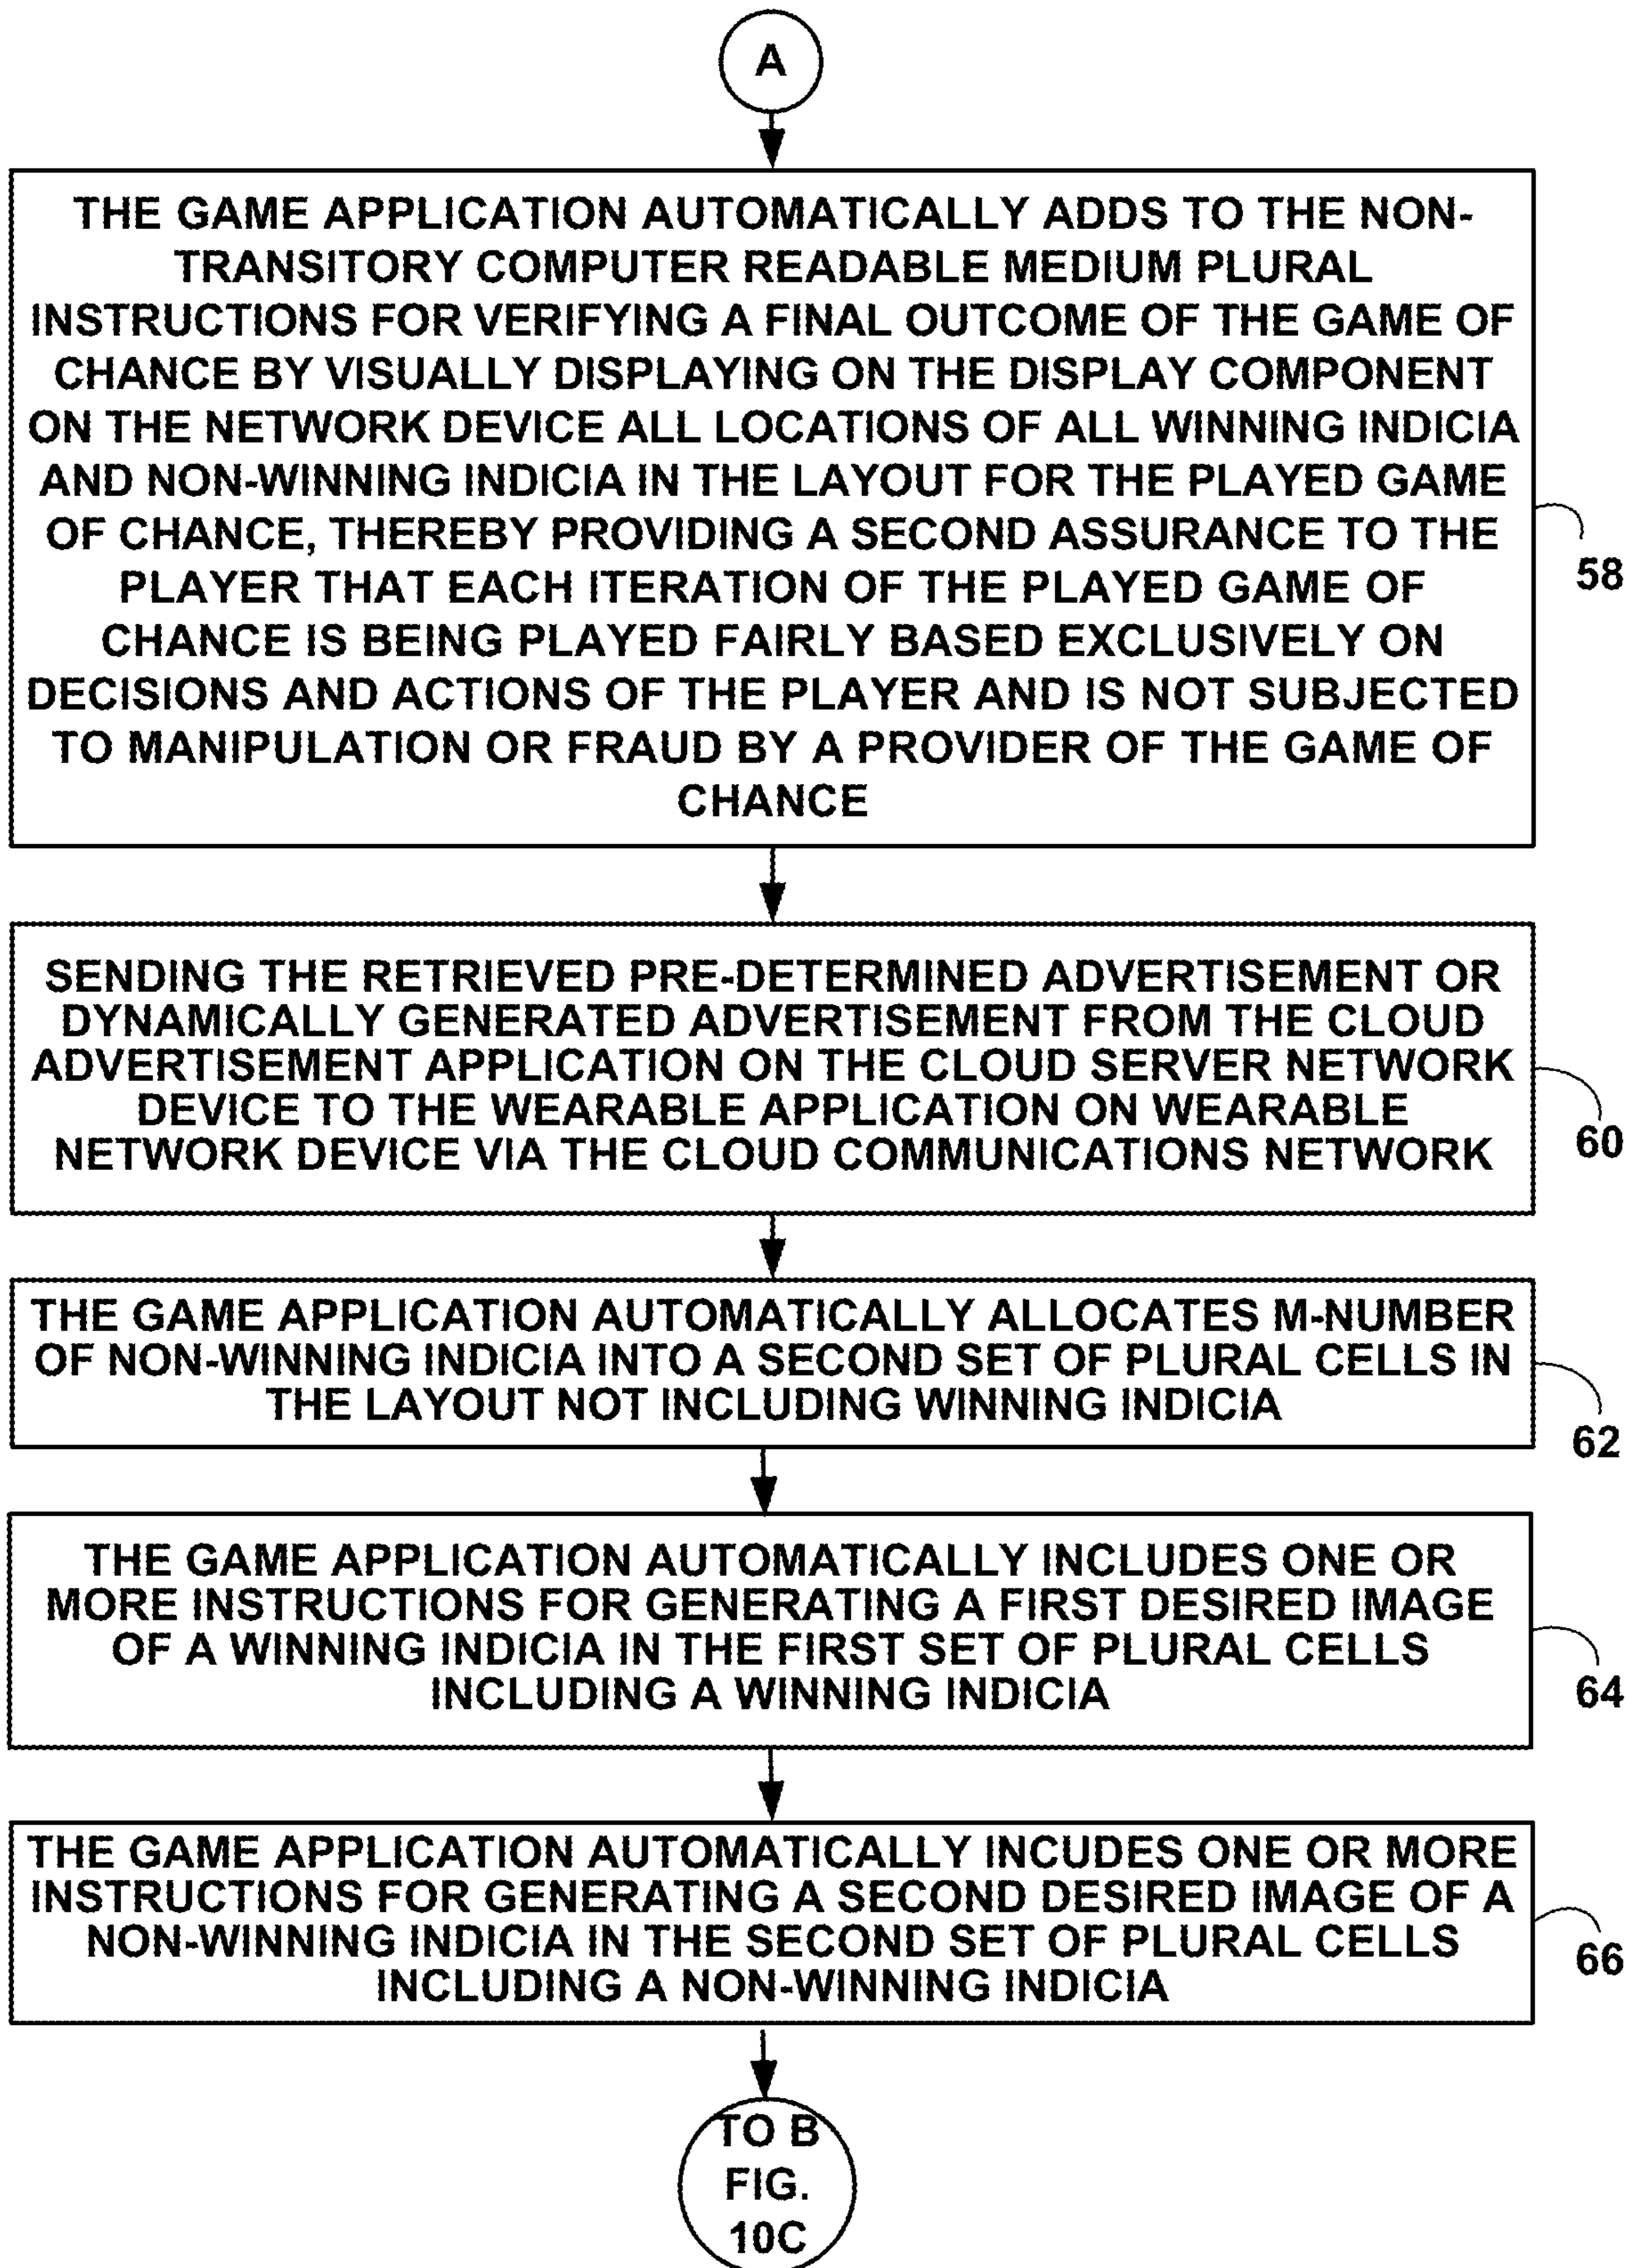 A
THE GAME APPLICATION AUTOMATICALLY ADDS TO THE NON-
TRANSITORY COMPUTER READABLE MEDIUM PLURAL
INSTRUCTIONS FOR VERIFYING A FINAL OUTCOME OF THE GAME OF
CHANCE BY VISUALLY DISPLAYING ON THE DISPLAY COMPONENT
ON THE NETWORK DEVICE ALL LOCATIONS OF ALL WINNING INDICIA
AND NON-WINNING INDICIA IN THE LAYOUT FOR THE PLAYED GAME
OF CHANCE, THEREBY PROVIDING A SECOND ASSURANCE TO THE
PLAYER THAT EACH ITERATION OF THE PLAYED GAME OF
CHANCE IS BEING PLAYED FAIRLY BASED EXCLUSIVELY ON
DECISIONS AND ACTIONS OF THE PLAYER AND IS NOT SUBJECTED
TO MANIPULATION OR FRAUD BY A PROVIDER OF THE GAME OF
CHANCE
58
SENDING THE RETRIEVED PRE-DETERMINED ADVERTISEMENT OR
DYNAMICALLY GENERATED ADVERTISEMENT FROM THE CLOUD
ADVERTISEMENT APPLICATION ON THE CLOUD SERVER NETWORK
DEVICE TO THE WEARABLE APPLICATION ON WEARABLE
NETWORK DEVICE VIA THE CLOUD COMMUNICATIONS NETWORK
60
THE GAME APPLICATION AUTOMATICALLY ALLOCATES M-NUMBER
OF NON-WINNING INDICIA INTO A SECOND SET OF PLURAL CELLS IN
THE LAYOUT NOT INCLUDING WINNING INDICIA
62
THE GAME APPLICATION AUTOMATICALLY INCLUDES ONE OR
MORE INSTRUCTIONS FOR GENERATING A FIRST DESIRED IMAGE
OF A WINNING INDICIA IN THE FIRST SET OF PLURAL CELLS
INCLUDING A WINNING INDICIA
64
THE GAME APPLICATION AUTOMATICALLY INCUDES ONE OR MORE
INSTRUCTIONS FOR GENERATING A SECOND DESIRED IMAGE OF A
NON-WINNING INDICIA IN THE SECOND SET OF PLURAL CELLS
INCLUDING A NON-WINNING INDICIA
66
TO B
FIG.
10C